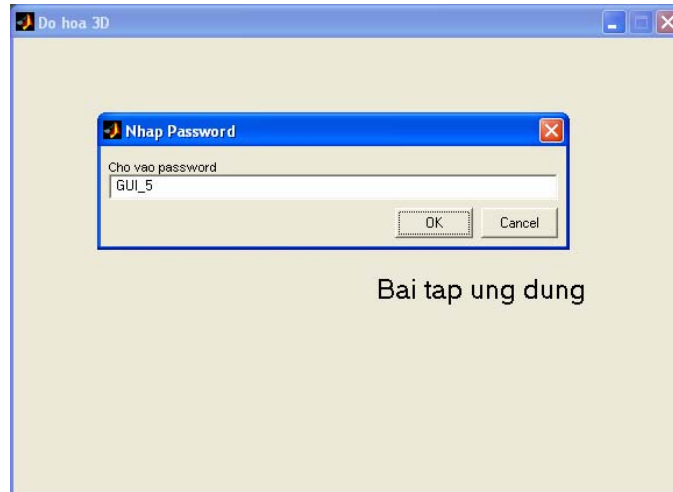 Do hoa 3D
Nhap Password
Cho vao password
GUI_5
OK Cancel
Bai tap ung dung